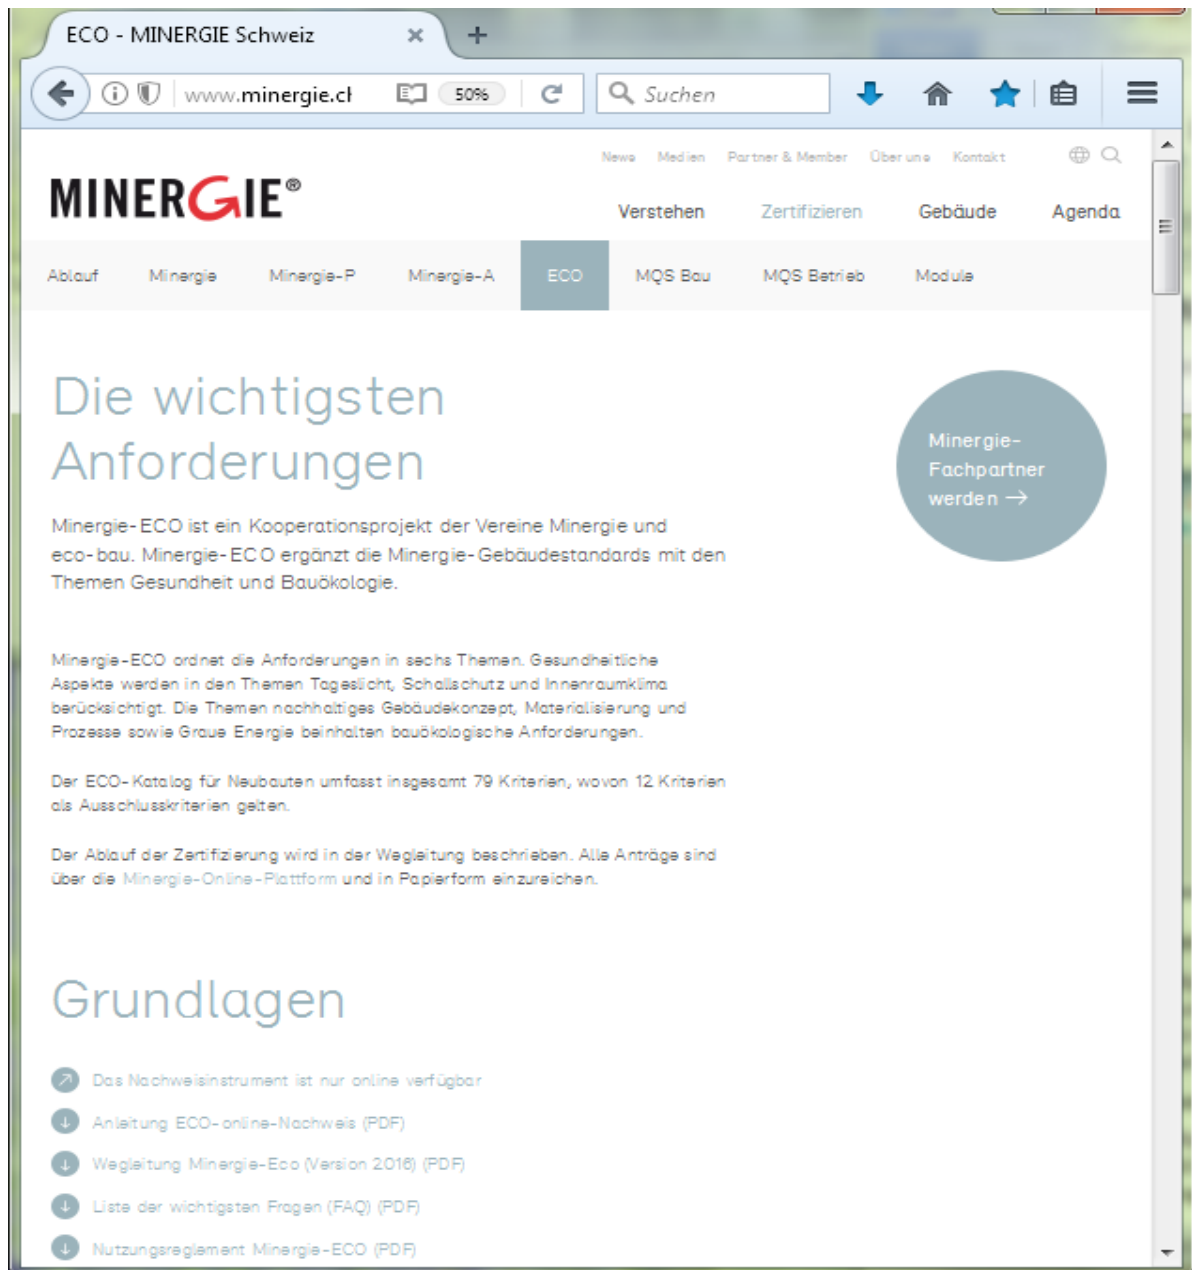 ECO - MINERGIE Schweiz
www.minergie.cl
50%
Suchen
News Medien Partner & Member Über uns Kontakt
MINERGIE®
Verstehen Zertifizieren Gebäude Agenda
Ablauf Minergie Minergie-P Minergie-A ECO MQS Bau MQS Betrieb Module
Die wichtigsten
Anforderungen
Minergie-
Fachpartner
werden →
Minergie-ECO ist ein Kooperationsprojekt der Vereine Minergie und
eco-bau. Minergie-ECO ergänzt die Minergie-Gebäudestandards mit den
Themen Gesundheit und Bauökologie.
Minergie-ECO ordnet die Anforderungen in sechs Themen. Gesundheitliche
Aspekte werden in den Themen Tageslicht, Schallschutz und Innenraumklima
berücksichtigt. Die Themen nachhaltiges Gebäudekonzept, Materialisierung und
Prozesse sowie Graue Energie beinhalten bauökologische Anforderungen.
Der ECO-Katalog für Neubauten umfasst insgesamt 79 Kriterien, wovon 12 Kriterien
als Ausschlusskriterien gelten.
Der Ablauf der Zertifizierung wird in der Wegleitung beschrieben. Alle Anträge sind
über die Minergie-Online-Plattform und in Papierform einzureichen.
Grundlagen
Das Nachweisinstrument ist nur online verfügbar
Anleitung ECO-online-Nachweis (PDF)
Wegleitung Minergie-Eco (Version 2016) (PDF)
Liste der wichtigsten Fragen (FAQ) (PDF)
Nutzungsreglement Minergie-ECO (PDF)